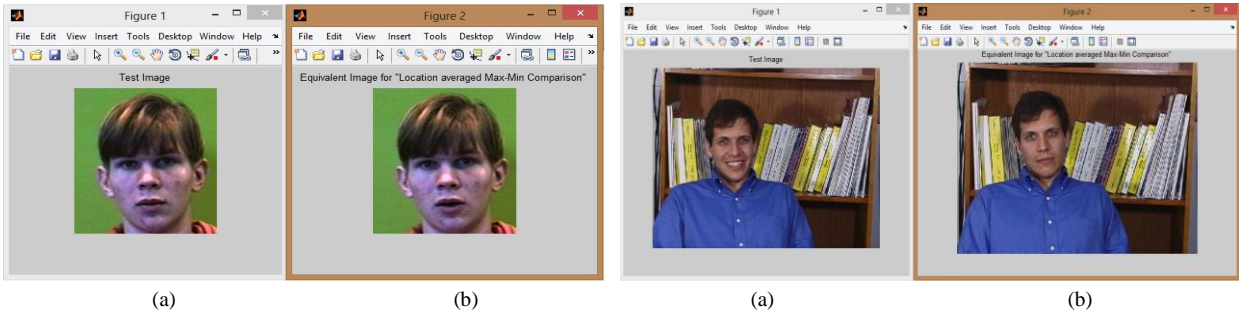 Figure 1
File Edit View Insert Tools Desktop Window Help
Test Image
(a)
Figure 2
File Edit View Insert Tools Desktop Window Help
Equivalent Image for "Location averaged Max-Min Comparison"
(b)
Figure 1
File Edit View Insert Tools Desktop Window Help
Test Image
(a)
Figure 2
File Edit View Insert Tools Desktop Window Help
Equivalent Image for "Location averaged Max-Min Comparison"
(b)